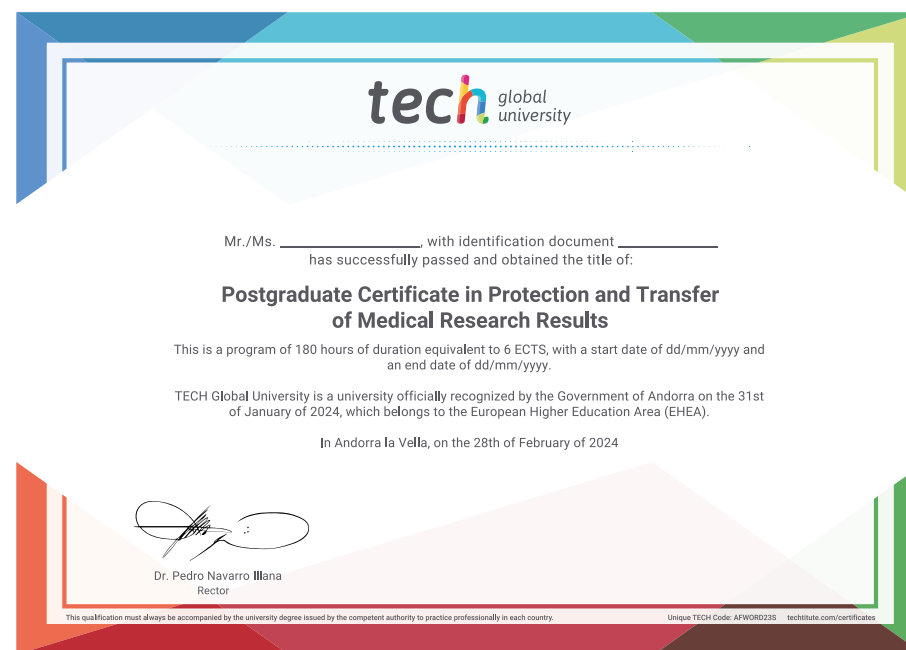 tech global
university
Mr./Ms. ____________________, with identification document ______________
has successfully passed and obtained the title of:
Postgraduate Certificate in Protection and Transfer
of Medical Research Results
This is a program of 180 hours of duration equivalent to 6 ECTS, with a start date of dd/mm/yyyy and
an end date of dd/mm/yyyy.
TECH Global University is a university officially recognized by the Government of Andorra on the 31st
of January of 2024, which belongs to the European Higher Education Area (EHEA).
In Andorra la Vella, on the 28th of February of 2024
Dr. Pedro Navarro Illana
Rector
This qualification must always be accompanied by the university degree issued by the competent authority to practice professionally in each country.
Unique TECH Code: AFWORD23S techtitute.com/certificates